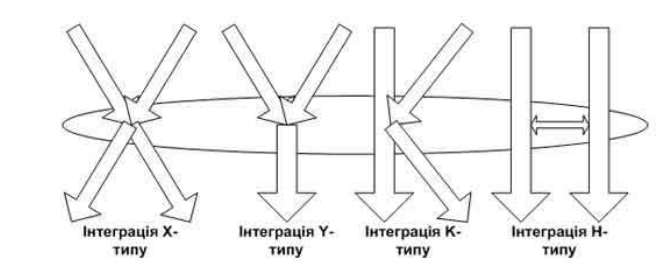 Інтеграція X-
типу
Інтеграція Y-
типу
Інтеграція K-
типу
Інтеграція H-
типу